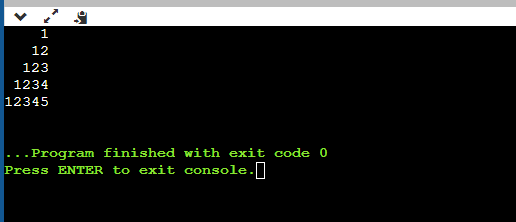 1
   12
  123
 1234
12345
...Program finished with exit code 0
Press ENTER to exit console.